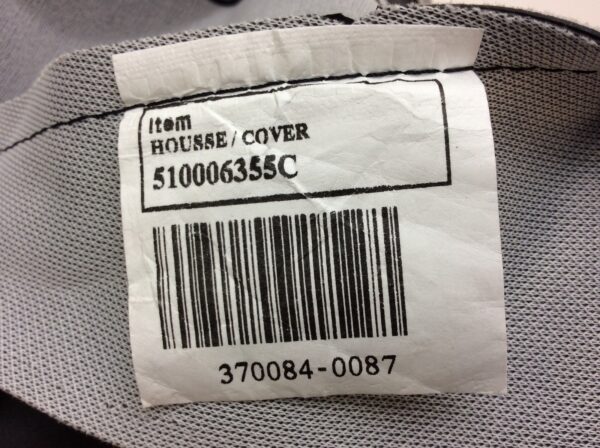 Item
HOUSSE / COVER
510006355C
370084-0087